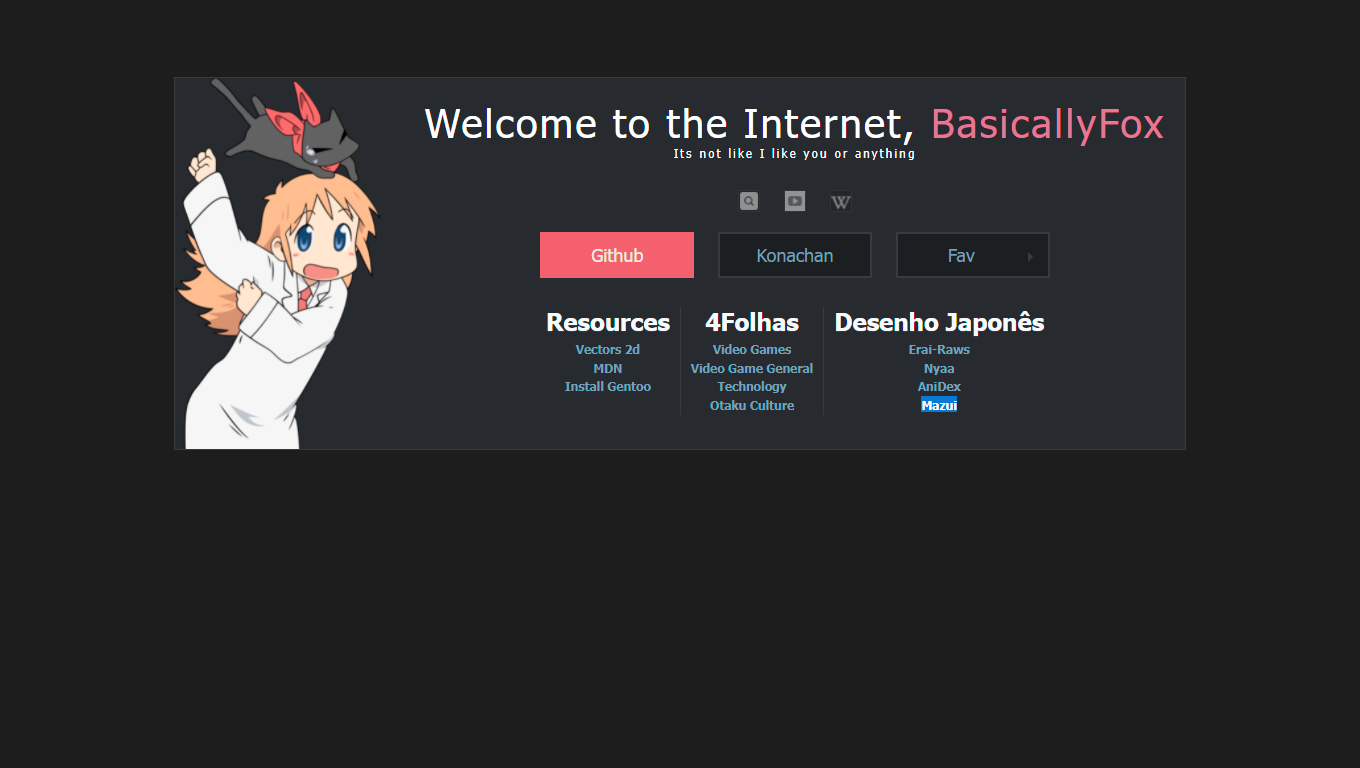 Welcome to the Internet, BasicallyFox
Its not like I like you or anything
W
Github
Konachan
Fav
Resources
Vectors 2d
MDN
Install Gentoo
4Folhas
Video Games
Video Game General
Technology
Otaku Culture
Desenho Japonês
Erai-Raws
Nyaa
AniDex
Mazui